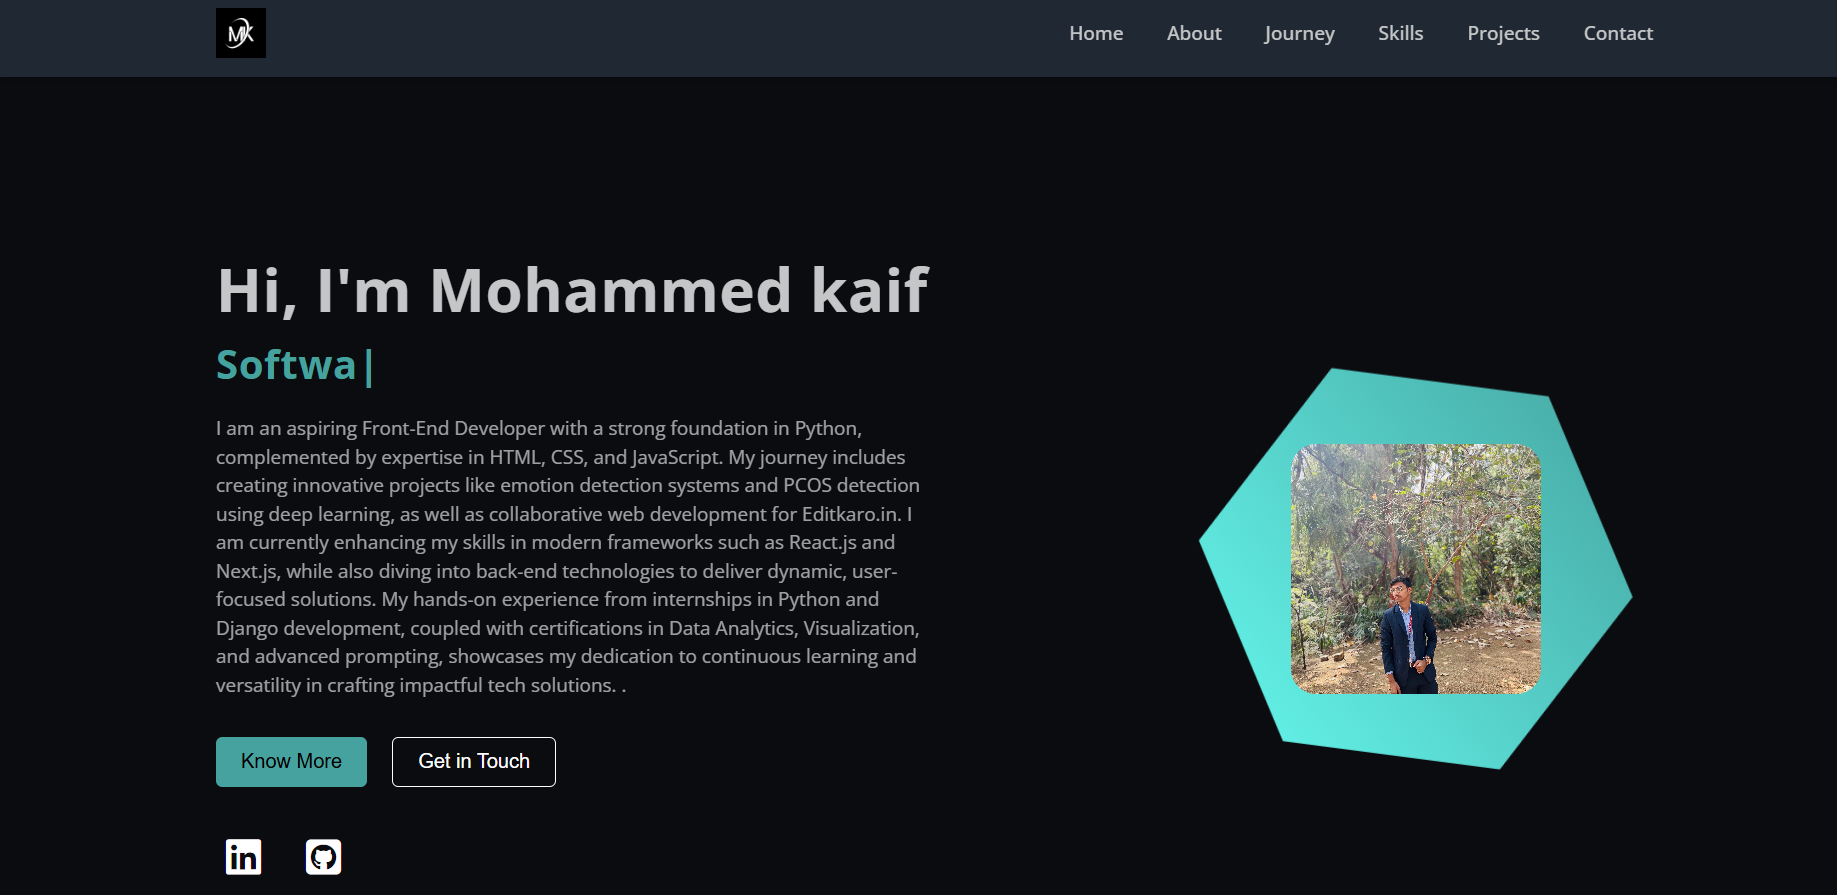 MK
Home About Journey Skills Projects Contact
Hi, I'm Mohammed kaif
Softwa|
I am an aspiring Front-End Developer with a strong foundation in Python,
complemented by expertise in HTML, CSS, and JavaScript. My journey includes
creating innovative projects like emotion detection systems and PCOS detection
using deep learning, as well as collaborative web development for Editkaro.in. I
am currently enhancing my skills in modern frameworks such as React.js and
Next.js, while also diving into back-end technologies to deliver dynamic, user-
focused solutions. My hands-on experience from internships in Python and
Django development, coupled with certifications in Data Analytics, Visualization,
and advanced prompting, showcases my dedication to continuous learning and
versatility in crafting impactful tech solutions. .
Know More Get in Touch
in